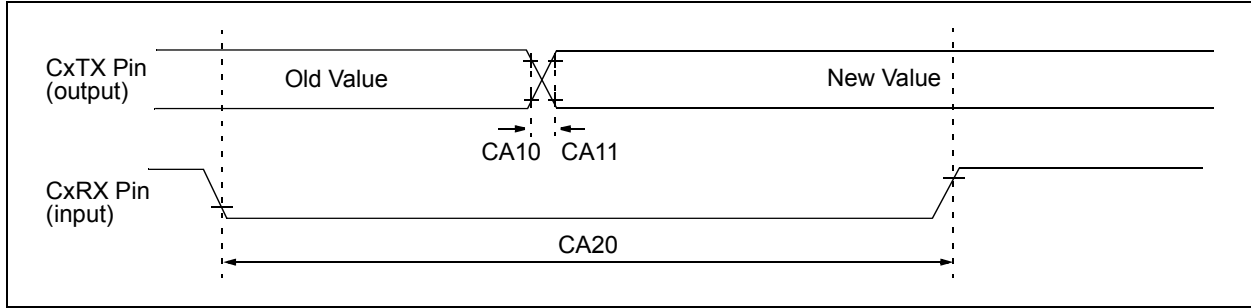 CxTX Pin
(output)
Old Value
New Value
CA10 CA11
CxRX Pin
(input)
CA20